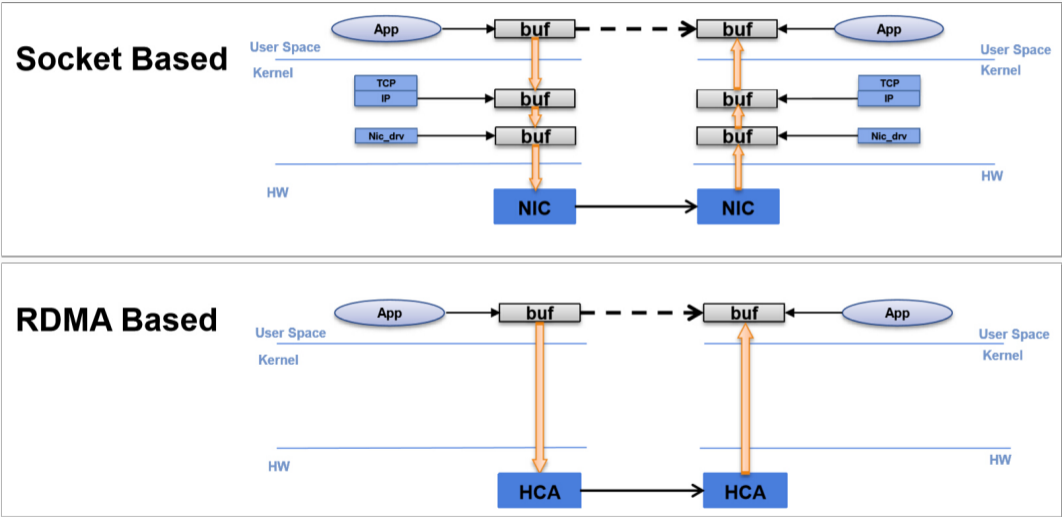 Socket Based
App
buf
buf
App
User Space
Kernel
User Space
Kernel
TCP
IP
buf
buf
TCP
IP
Nic_drv
buf
buf
Nic_drv
HW
HW
NIC
NIC
RDMA Based
App
buf
buf
App
User Space
Kernel
User Space
Kernel
HW
HW
HCA
HCA